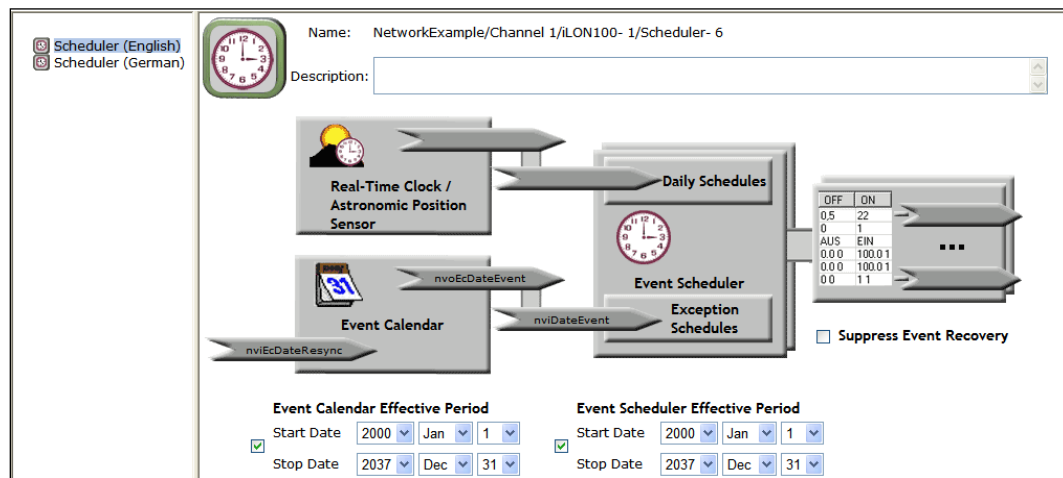 Scheduler (English)
Scheduler (German)
Name: NetworkExample/Channel 1/iLON100- 1/Scheduler- 6
Description:
Real-Time Clock /
Astronomic Position
Sensor
Daily Schedules
Event Scheduler
Exception
Schedules
31
Event Calendar
nvoEcDateEvent
nviDateEvent
nviEcDateResync
OFF ON
0,5 22
0 1
AUS EIN
0.0 0 100.0 1
0.0 0 100.0 1
0 0 1 1
...
Suppress Event Recovery
Event Calendar Effective Period
Start Date 2000 Jan 1
Stop Date 2037 Dec 31
Event Scheduler Effective Period
Start Date 2000 Jan 1
Stop Date 2037 Dec 31